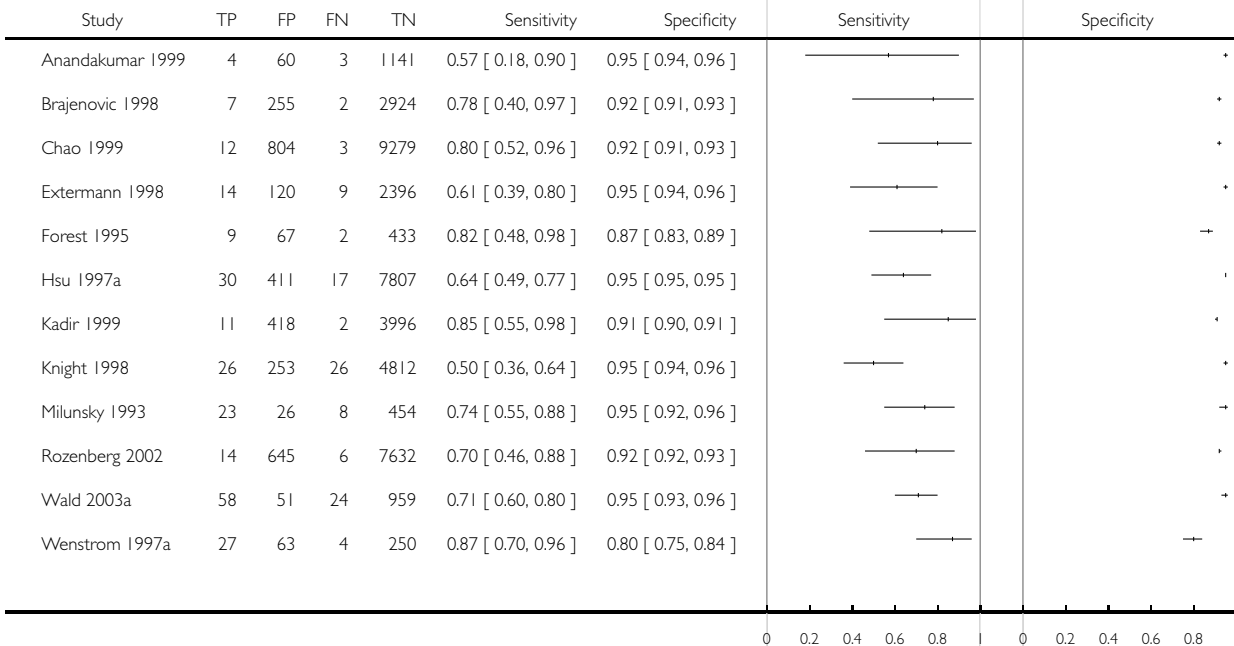 Study TP FP FN TN Sensitivity Specificity Sensitivity Specificity
Anandakumar 1999 4 60 3 1141 0.57 [ 0.18, 0.90 ] 0.95 [ 0.94, 0.96 ]
Brajenovic 1998 7 255 2 2924 0.78 [ 0.40, 0.97 ] 0.92 [ 0.91, 0.93 ]
Chao 1999 12 804 3 9279 0.80 [ 0.52, 0.96 ] 0.92 [ 0.91, 0.93 ]
Extermann 1998 14 120 9 2396 0.61 [ 0.39, 0.80 ] 0.95 [ 0.94, 0.96 ]
Forest 1995 9 67 2 433 0.82 [ 0.48, 0.98 ] 0.87 [ 0.83, 0.89 ]
Hsu 1997a 30 411 17 7807 0.64 [ 0.49, 0.77 ] 0.95 [ 0.95, 0.95 ]
Kadir 1999 11 418 2 3996 0.85 [ 0.55, 0.98 ] 0.91 [ 0.90, 0.91 ]
Knight 1998 26 253 26 4812 0.50 [ 0.36, 0.64 ] 0.95 [ 0.94, 0.96 ]
Milunsky 1993 23 26 8 454 0.74 [ 0.55, 0.88 ] 0.95 [ 0.92, 0.96 ]
Rozenberg 2002 14 645 6 7632 0.70 [ 0.46, 0.88 ] 0.92 [ 0.92, 0.93 ]
Wald 2003a 58 51 24 959 0.71 [ 0.60, 0.80 ] 0.95 [ 0.93, 0.96 ]
Wenstrom 1997a 27 63 4 250 0.87 [ 0.70, 0.96 ] 0.80 [ 0.75, 0.84 ]
0 0.2 0.4 0.6 0.8 1 0 0.2 0.4 0.6 0.8